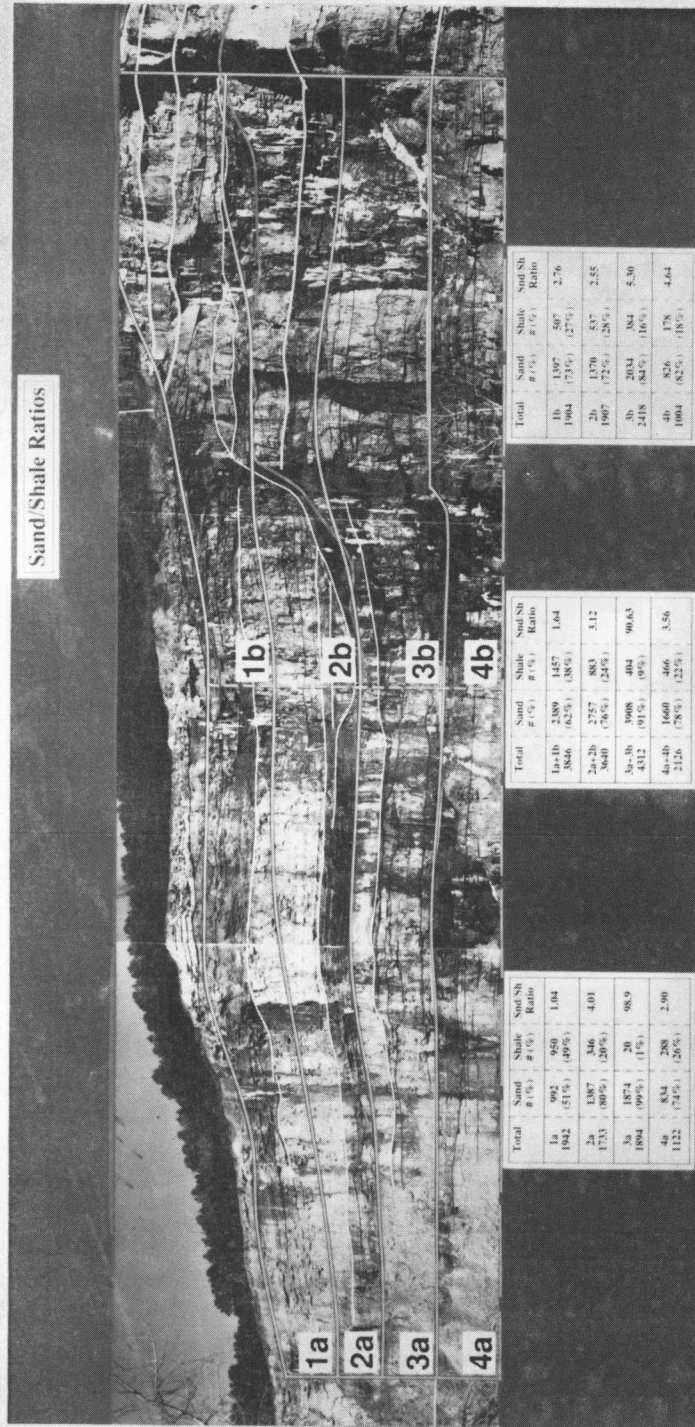 Sand/Shale Ratios
1a
2a
3a
4a
1b
2b
3b
4b
Total Sand Shale Snd/Sh
# (%) # (%) Ratio
1a 992 950 1.04
1942 (51%) (49%)
2a 1387 346 4.01
1733 (80%) (20%)
3a 1874 20 98.9
1894 (99%) (1%)
4a 834 288 2.90
1122 (74%) (26%)
Total Sand Shale Snd/Sh
# (%) # (%) Ratio
1a+1b 2389 1457 1.64
3846 (62%) (38%)
2a+2b 2757 883 3.12
3640 (76%) (24%)
3a+3b 3908 404 90.63
4312 (91%) (9%)
4a+4b 1660 466 3.56
2126 (78%) (22%)
Total Sand Shale Snd/Sh
# (%) # (%) Ratio
1b 1397 507 2.76
1904 (73%) (27%)
2b 1370 537 2.55
1907 (72%) (28%)
3b 2034 384 5.30
2418 (84%) (16%)
4b 826 178 4.64
1004 (82%) (18%)